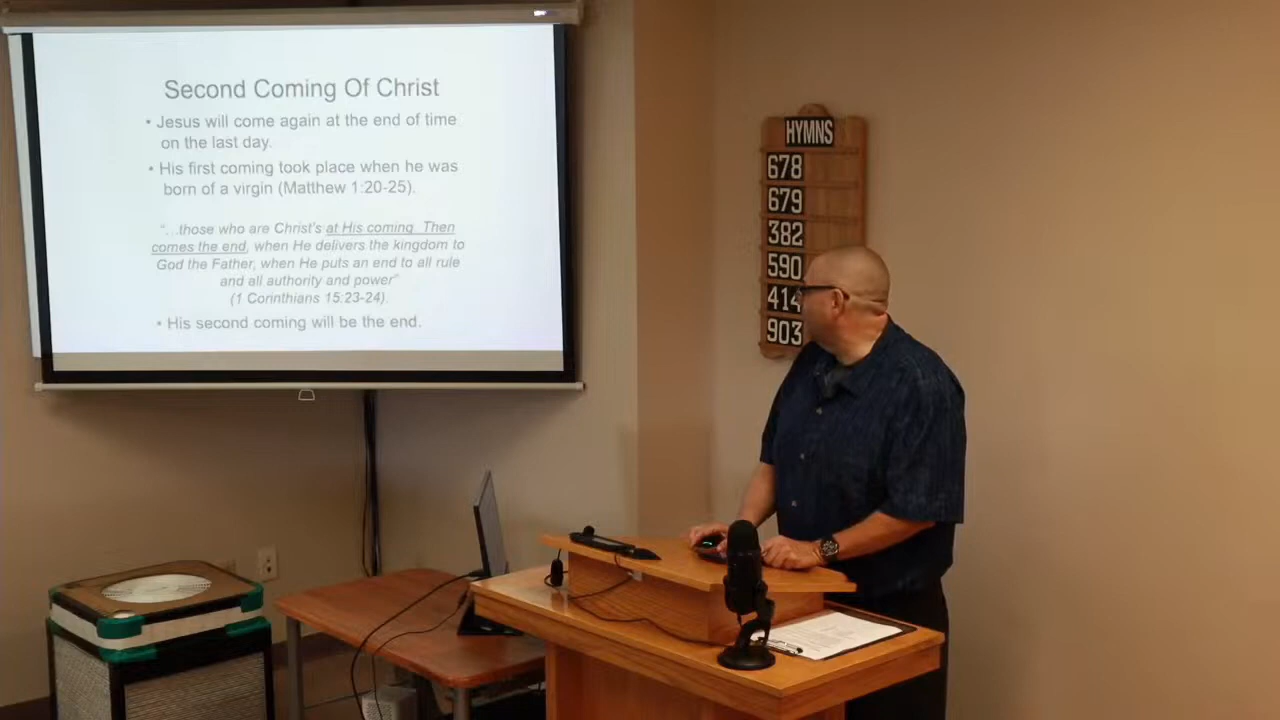 Second Coming Of Christ
• Jesus will come again at the end of time
on the last day.
• His first coming took place when he was
born of a virgin (Matthew 1:20-25).
“…those who are Christ's at His coming. Then
comes the end, when He delivers the kingdom to
God the Father, when He puts an end to all rule
and all authority and power”
(1 Corinthians 15:23-24).
• His second coming will be the end.
HYMNS
678
679
382
590
414
903